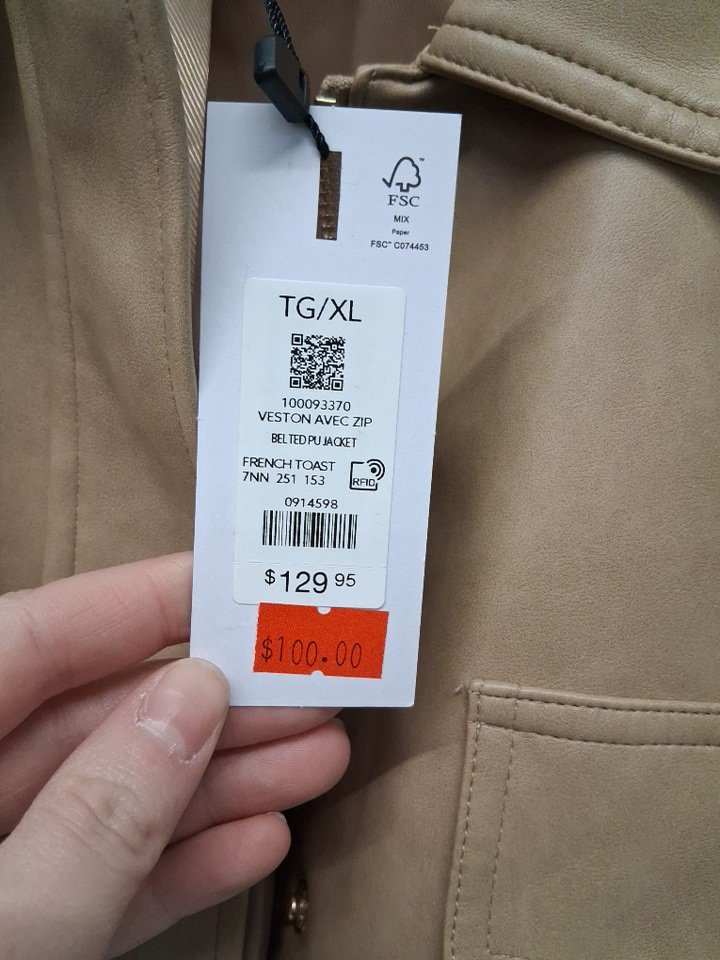 FSC™
MIX
Paper
FSC™ C074453
TG/XL
100093370
VESTON AVEC ZIP
BELTED PU JACKET
FRENCH TOAST
7NN 251 153
RFID
0914598
$129 95
$100.00